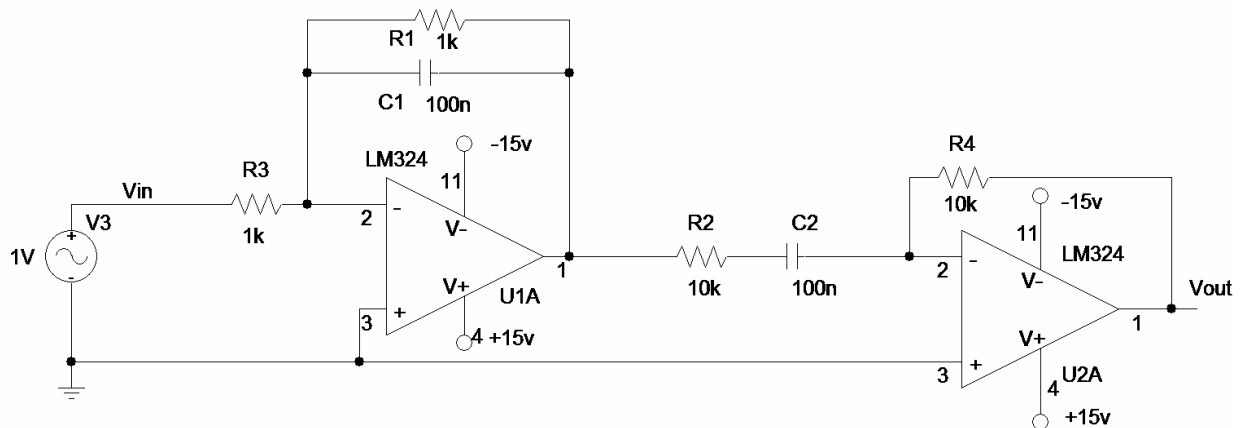 R1
1k
C1
100n
-15v
LM324
11
R3
Vin
V3
1k
1V
+
-
2
-
V-
1
U1A
V+
3
+
4
+15v
R2
10k
C2
100n
R4
10k
-15v
11
LM324
2
-
V-
Vout
1
V+
3
+
U2A
4
+15v